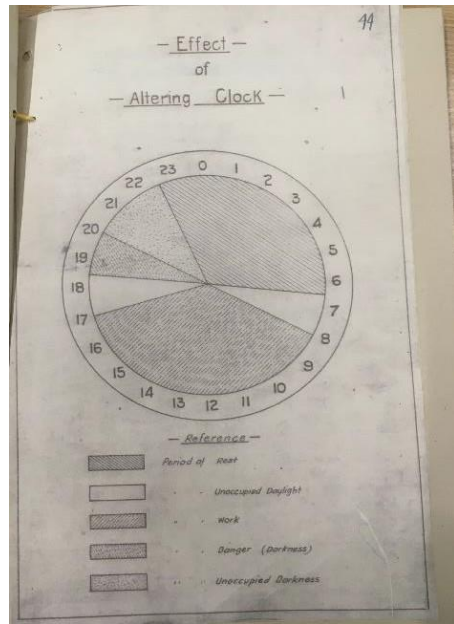 44
— Effect —
of
— Altering Clock —
0
1
2
3
4
5
6
7
8
9
10
11
12
13
14
15
16
17
18
19
20
21
22
23
— Reference —
Period of Rest
" " Unoccupied Daylight
" " Work
" " Danger (Darkness)
" " Unoccupied Darkness